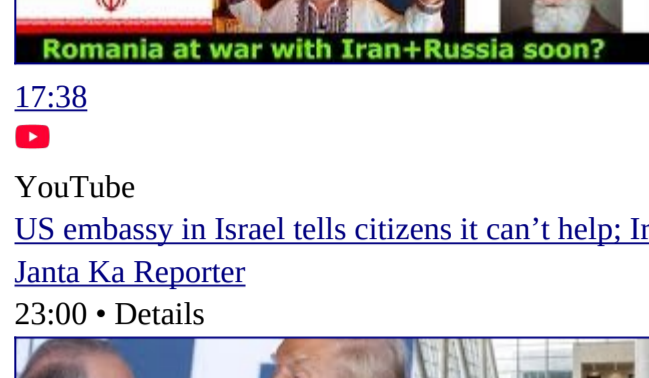 Romania at war with Iran+Russia soon?
17:38
YouTube
US embassy in Israel tells citizens it can’t help;
Janta Ka Reporter
23:00 • Details